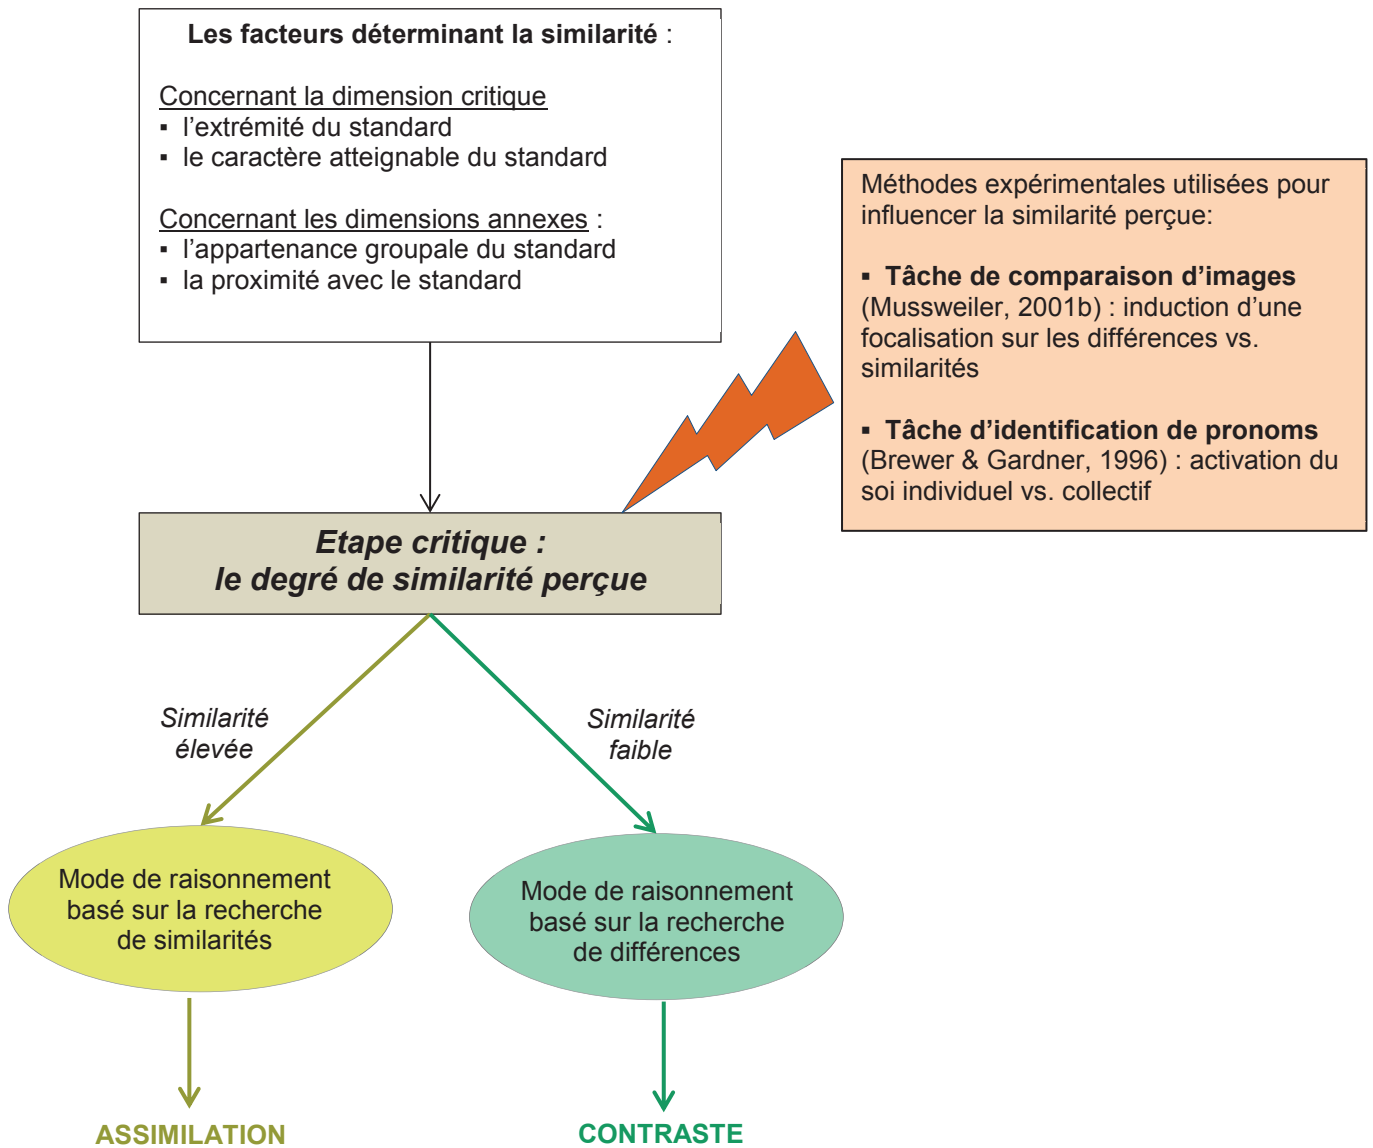 Les facteurs déterminant la similarité :
Concernant la dimension critique
▪ l’extrémité du standard
▪ le caractère atteignable du standard
Concernant les dimensions annexes :
▪ l’appartenance groupale du standard
▪ la proximité avec le standard
Méthodes expérimentales utilisées pour
influencer la similarité perçue:
▪ Tâche de comparaison d’images
(Mussweiler, 2001b) : induction d’une
focalisation sur les différences vs.
similarités
▪ Tâche d’identification de pronoms
(Brewer & Gardner, 1996) : activation du
soi individuel vs. collectif
Etape critique :
le degré de similarité perçue
Similarité
élevée
Similarité
faible
Mode de raisonnement
basé sur la recherche
de similarités
Mode de raisonnement
basé sur la recherche
de différences
ASSIMILATION
CONTRASTE